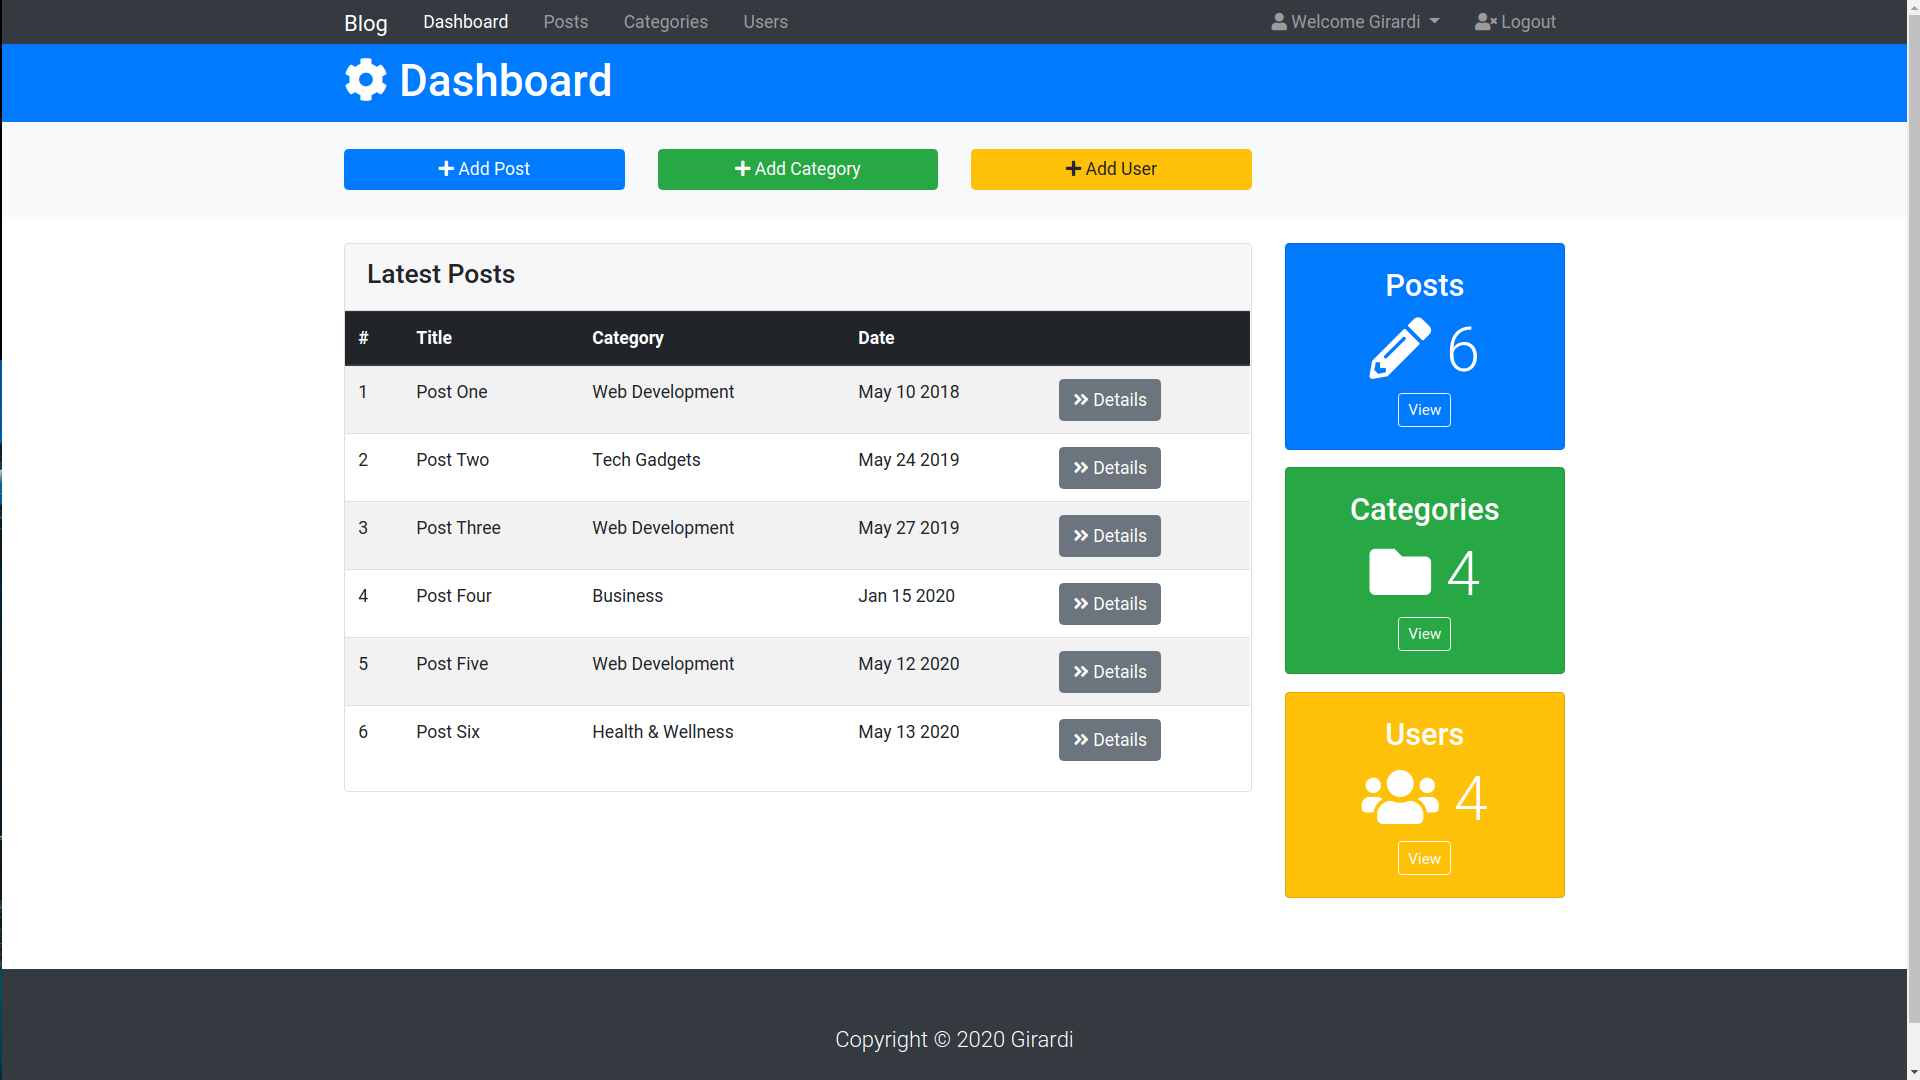 Blog Dashboard Posts Categories Users Welcome Girardi Logout
Dashboard
Add Post Add Category Add User
Latest Posts
# Title Category Date
1 Post One Web Development May 10 2018 Details
2 Post Two Tech Gadgets May 24 2019 Details
3 Post Three Web Development May 27 2019 Details
4 Post Four Business Jan 15 2020 Details
5 Post Five Web Development May 12 2020 Details
6 Post Six Health & Wellness May 13 2020 Details
Posts
6
View
Categories
4
View
Users
4
View
Copyright © 2020 Girardi